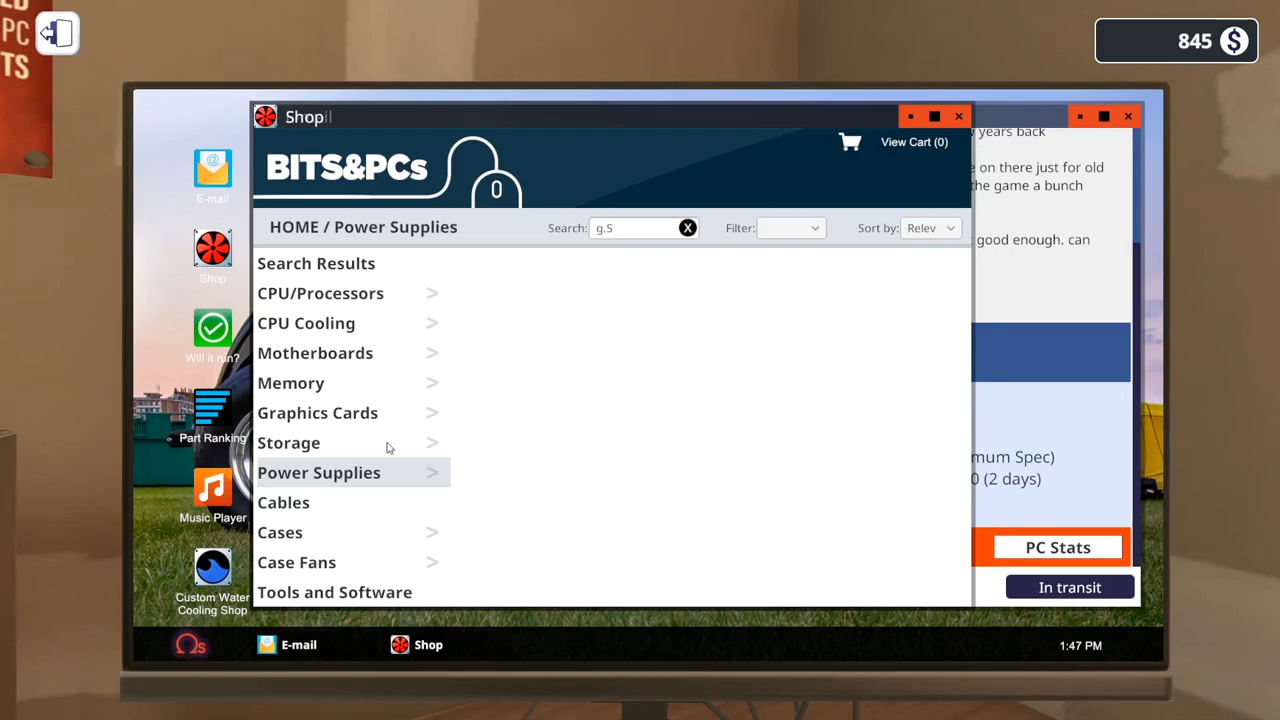 PC
TS
845 $
Shop
BITS&PCs
View Cart (0)
HOME / Power Supplies
Search: g.S X
Filter:
Sort by: Relev
Search Results
CPU/Processors >
CPU Cooling >
Motherboards >
Memory >
Graphics Cards >
Storage >
Power Supplies >
Cables
Cases >
Case Fans >
Tools and Software
years back
e on there just for old
the game a bunch
good enough. can
mum Spec)
0 (2 days)
PC Stats
In transit
E-mail
Shop
Will it run?
Part Ranking
Music Player
Custom Water
Cooling Shop
Ωs
E-mail
Shop
1:47 PM